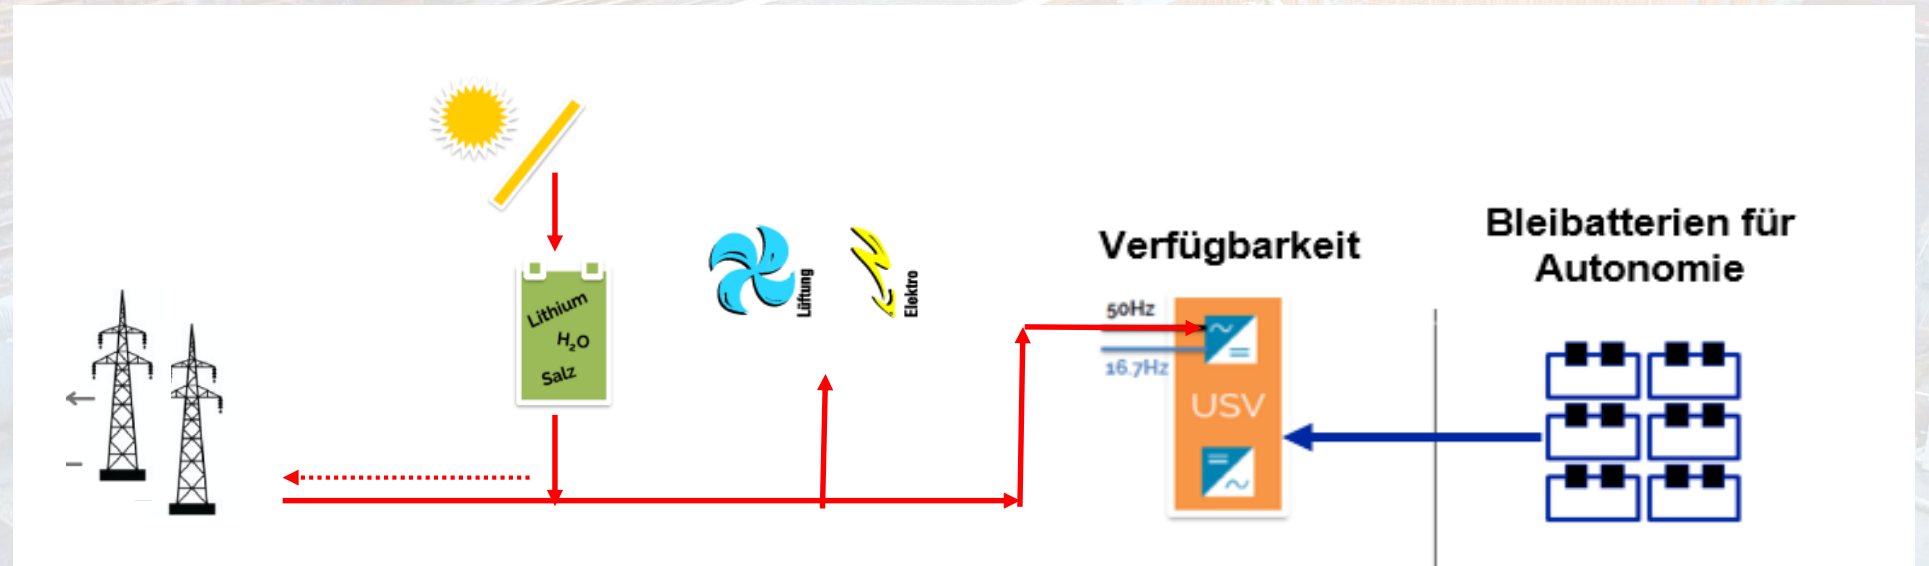 Lithium
H₂O
Salz
Lüftung
Elektro
Verfügbarkeit
50Hz
16.7Hz
USV
Bleibatterien für
Autonomie